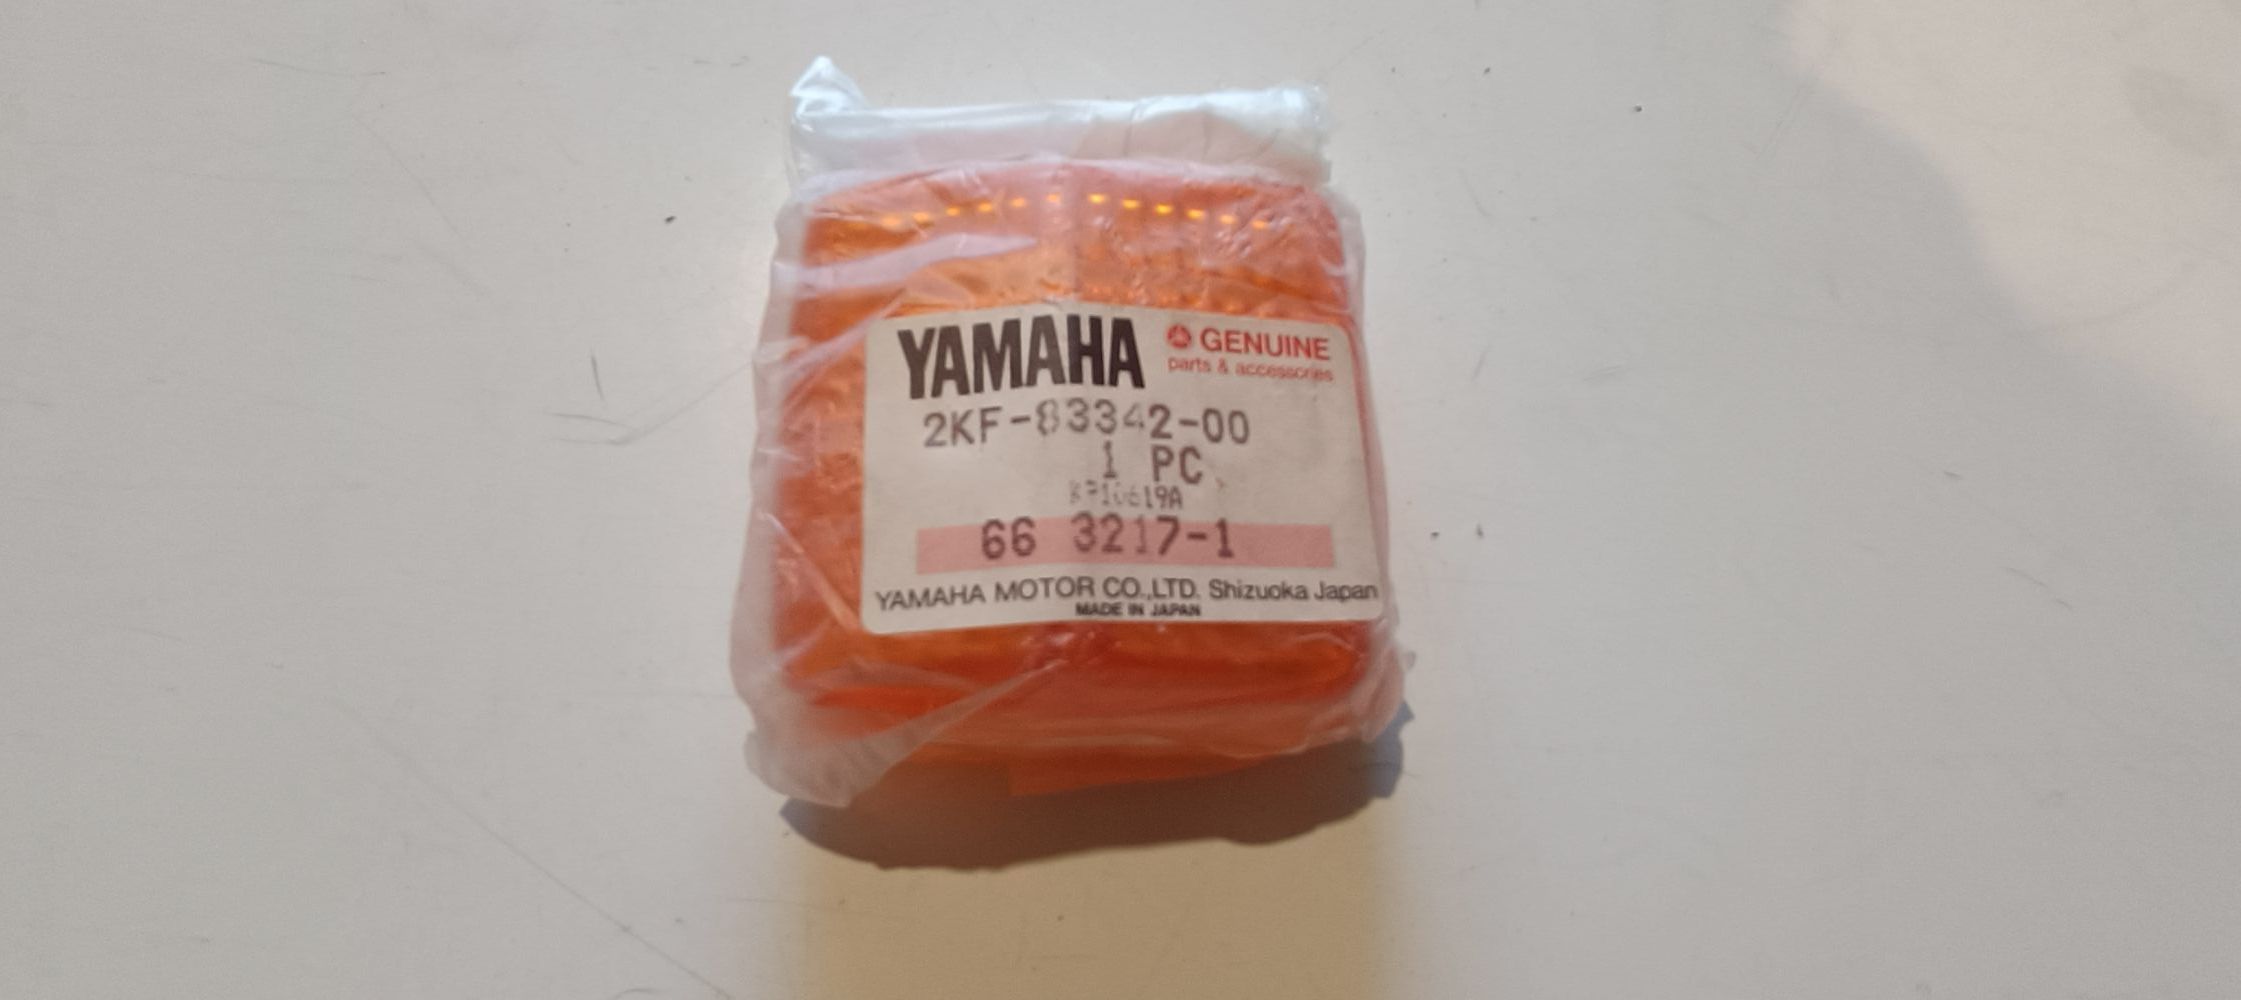 YAMAHA GENUINE
parts & accessories
2KF-83342-00
1 PC
66 3217-1
YAMAHA MOTOR CO.,LTD. Shizuoka Japan
MADE IN JAPAN